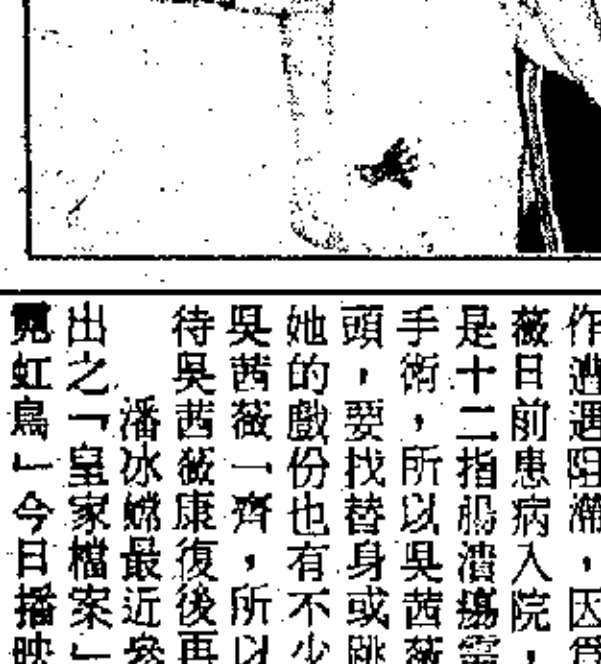 作遭遇阻滯，因為
薇日前患病入院，
是十二指腸潰瘍需
手術，所以吳茜薇
頭，要找替身或跳
她的戲份也有不少
吳茜薇一齊，所以
待吳茜薇康復後再
潘冰嫦最近參
出之「皇家檔案」
霓虹鳥」今日播映